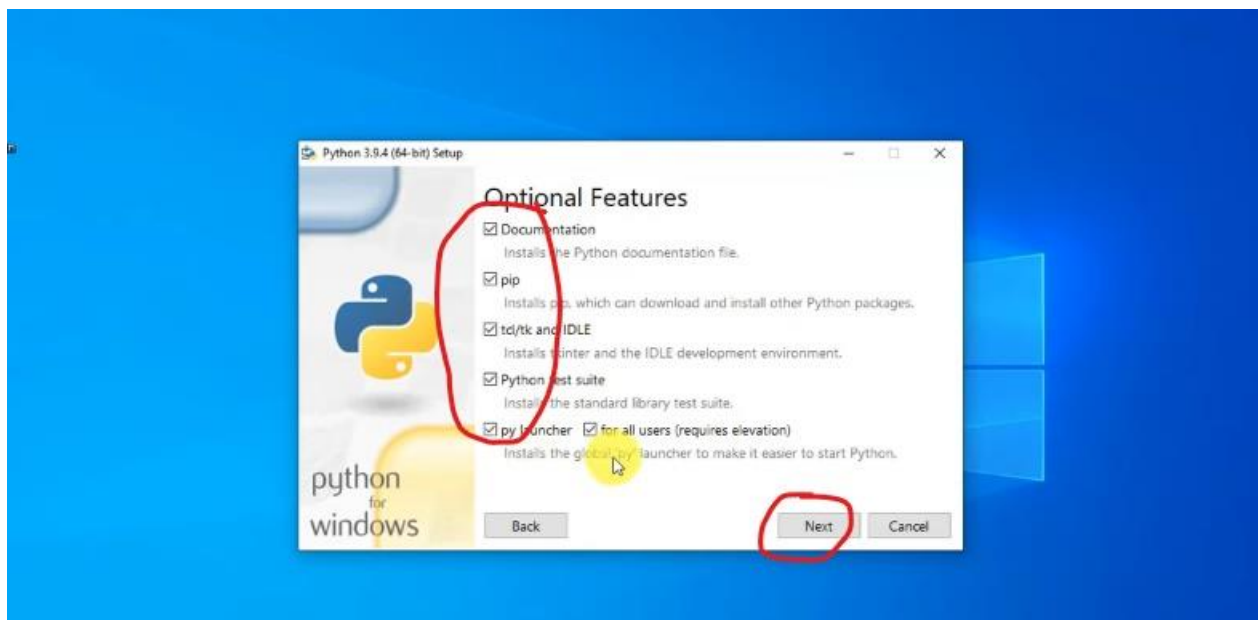 Python 3.9.4 (64-bit) Setup
Optional Features
Documentation
Installs the Python documentation file.
pip
Installs pip, which can download and install other Python packages.
tcl/tk and IDLE
Installs tkinter and the IDLE development environment.
Python test suite
Installs the standard library test suite.
py launcher for all users (requires elevation)
Installs the global 'py' launcher to make it easier to start Python.
python
for
windows
Back Next Cancel